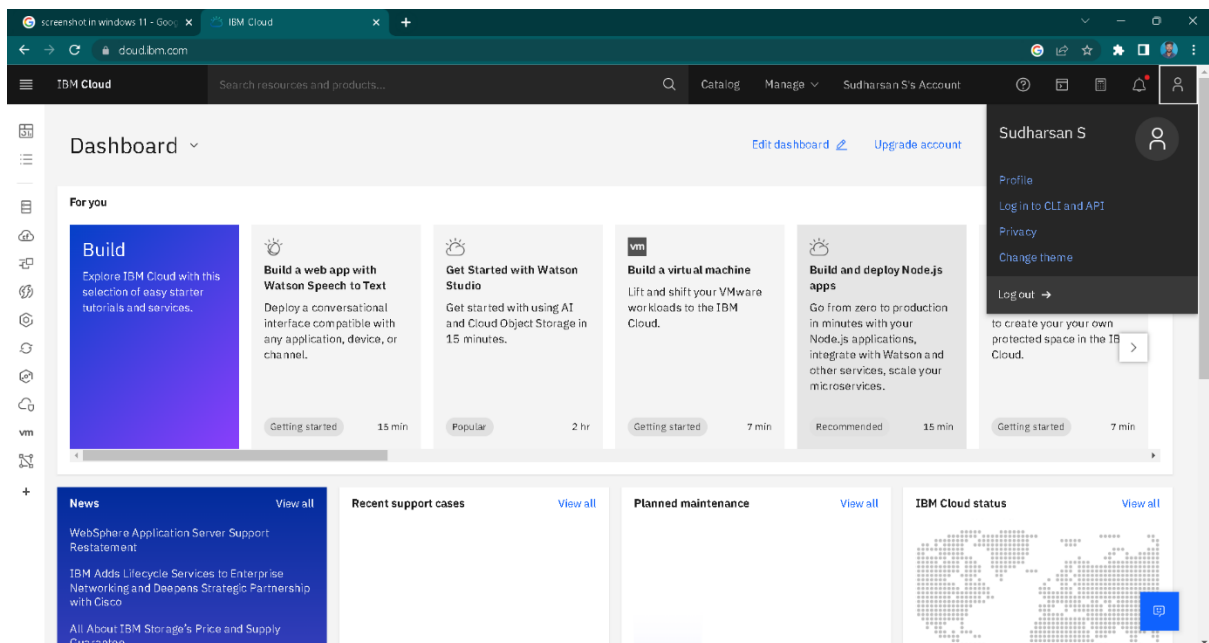 screenshot in windows 11 - Goog
IBM Cloud
cloud.ibm.com
IBM Cloud
Search resources and products...
Catalog
Manage
Sudharsan S's Account
Dashboard
Edit dashboard
Upgrade account
Sudharsan S
Profile
Log in to CLI and API
Privacy
Change theme
Log out →
For you
Build
Explore IBM Cloud with this
selection of easy starter
tutorials and services.
Build a web app with
Watson Speech to Text
Deploy a conversational
interface compatible with
any application, device, or
channel.
Getting started
15 min
Get Started with Watson
Studio
Get started with using AI
and Cloud Object Storage in
15 minutes.
Popular
2 hr
vm
Build a virtual machine
Lift and shift your VMware
workloads to the IBM
Cloud.
Getting started
7 min
Build and deploy Node.js
apps
Go from zero to production
in minutes with your
Node.js applications,
integrate with Watson and
other services, scale your
microservices.
Recommended
15 min
to create your your own
protected space in the IB
Cloud.
Getting started
7 min
vm
News
View all
WebSphere Application Server Support
Restatement
IBM Adds Lifecycle Services to Enterprise
Networking and Deepens Strategic Partnership
with Cisco
All About IBM Storage's Price and Supply
Guarantee
Recent support cases
View all
Planned maintenance
View all
IBM Cloud status
View all